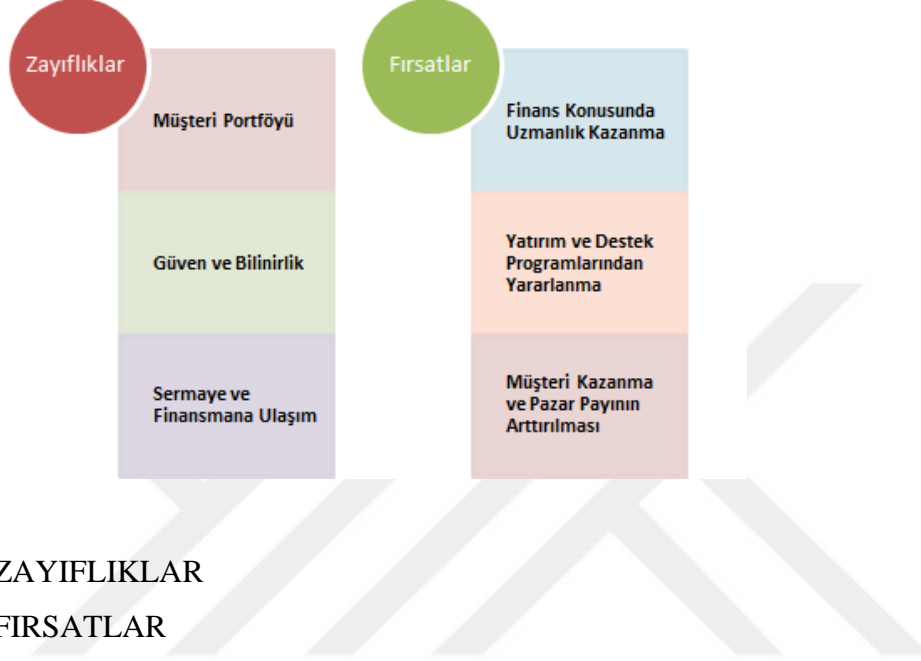 Zayıflıklar
Müşteri Portföyü
Güven ve Bilinirlik
Sermaye ve
Finansmana Ulaşım
Fırsatlar
Finans Konusunda
Uzmanlık Kazanma
Yatırım ve Destek
Programlarından
Yararlanma
Müşteri Kazanma
ve Pazar Payının
Arttırılması
ZAYIFLIKLAR
FIRSATLAR